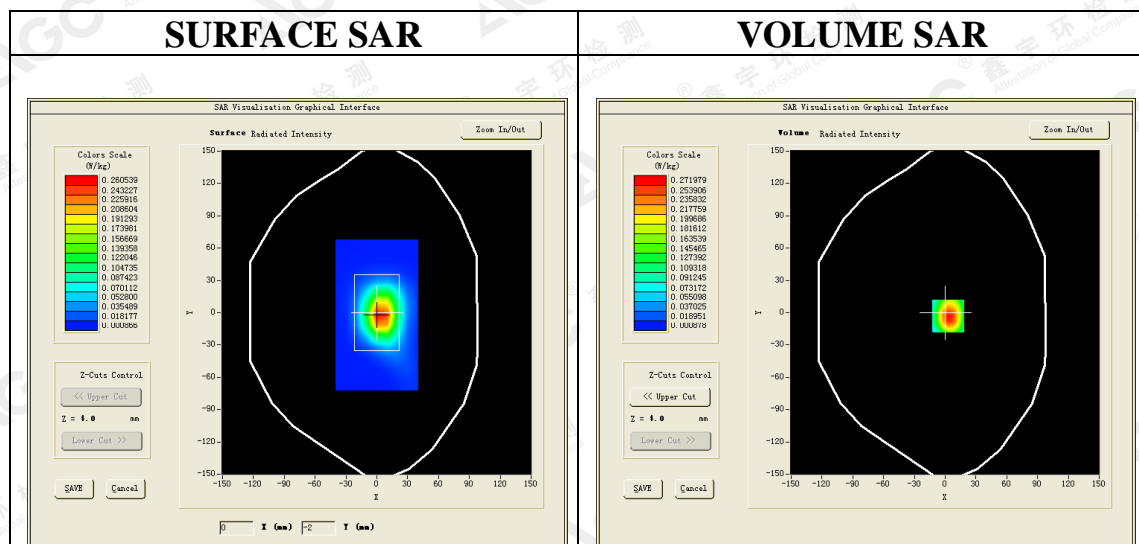 SURFACE SAR
VOLUME SAR
SAR Visualisation Graphical Interface
Surface Radiated Intensity
Zoom In/Out
Colors Scale
(W/kg)
0.260539
0.243227
0.225916
0.208604
0.191293
0.173981
0.156669
0.139358
0.122046
0.104735
0.087423
0.070112
0.052800
0.035489
0.018177
0.000866
150
120
90
60
30
0
-30
-60
-90
-120
-150
Y
-150 -120 -90 -60 -30 0 30 60 90 120 150
X
Z-Cuts Control
<< Upper Cut
Z = 4.0 mm
Lower Cut >>
SAVE Cancel
0 X (mm) -2 Y (mm)
SAR Visualisation Graphical Interface
Volume Radiated Intensity
Zoom In/Out
Colors Scale
(W/kg)
0.271979
0.253906
0.235832
0.217759
0.199686
0.181612
0.163539
0.145465
0.127392
0.109318
0.091245
0.073172
0.055098
0.037025
0.018951
0.000878
150
120
90
60
30
0
-30
-60
-90
-120
-150
Y
-150 -120 -90 -60 -30 0 30 60 90 120 150
X
Z-Cuts Control
<< Upper Cut
Z = 4.0 mm
Lower Cut >>
SAVE Cancel